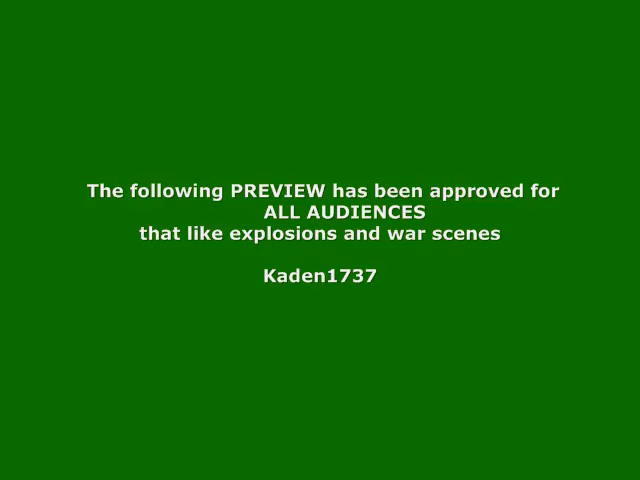 The following PREVIEW has been approved for
ALL AUDIENCES
that like explosions and war scenes
Kaden1737